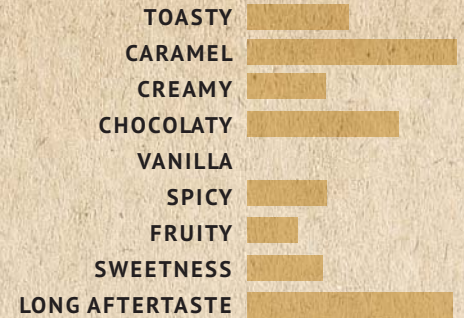 TOASTY
CARAMEL
CREAMY
CHOCOLATY
VANILLA
SPICY
FRUITY
SWEETNESS
LONG AFTERTASTE